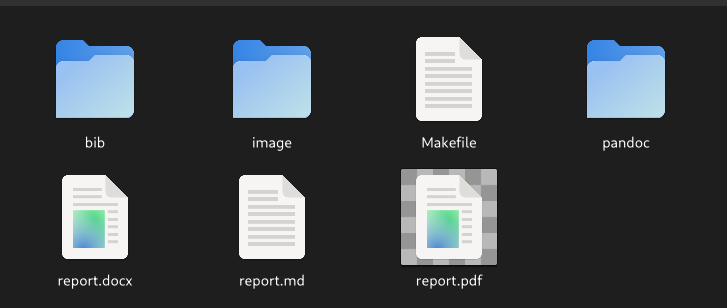 bib
image
Makefile
pandoc
report.docx
report.md
report.pdf